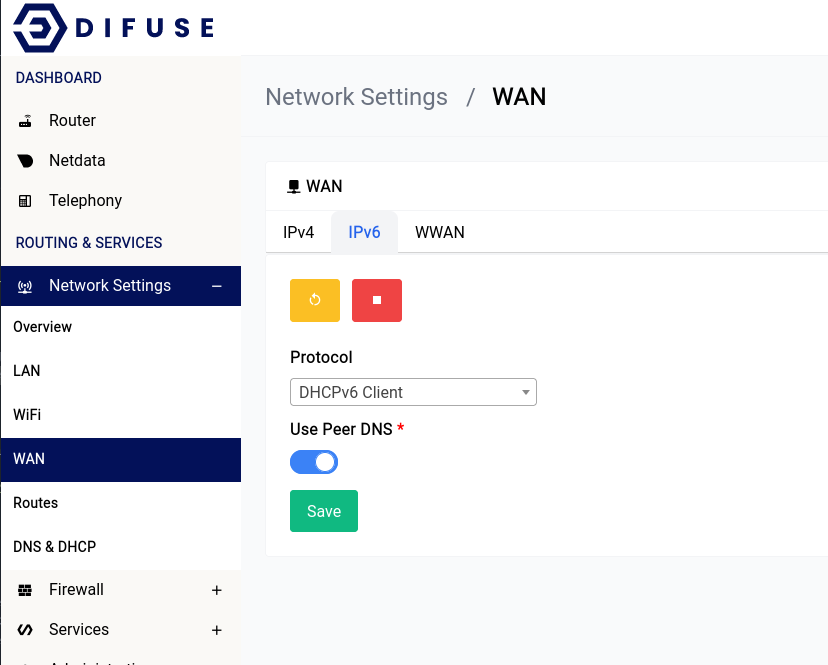 DIFUSE
DASHBOARD
Router
Netdata
Telephony
ROUTING & SERVICES
Network Settings
Overview
LAN
WiFi
WAN
Routes
DNS & DHCP
Firewall
Services
Network Settings / WAN
WAN
IPv4 IPv6 WWAN
Protocol
DHCPv6 Client
Use Peer DNS *
Save